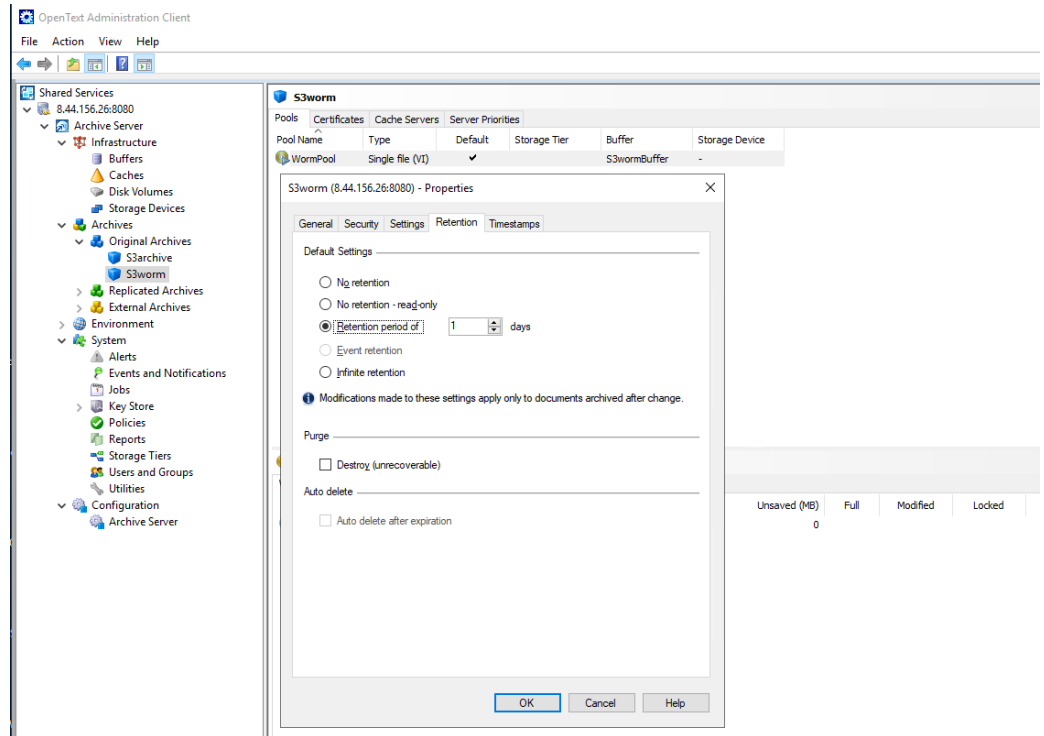 OpenText Administration Client
File Action View Help
Shared Services
8.44.156.26:8080
Archive Server
Infrastructure
Buffers
Caches
Disk Volumes
Storage Devices
Archives
Original Archives
S3archive
S3worm
Replicated Archives
External Archives
Environment
System
Alerts
Events and Notifications
Jobs
Key Store
Policies
Reports
Storage Tiers
Users and Groups
Utilities
Configuration
Archive Server
S3worm
Pools Certificates Cache Servers Server Priorities
Pool Name Type Default Storage Tier Buffer Storage Device
WormPool Single file (VI) S3wormBuffer -
S3worm (8.44.156.26:8080) - Properties
General Security Settings Retention Timestamps
Default Settings
No retention
No retention - read-only
Retention period of 1 days
Event retention
Infinite retention
Modifications made to these settings apply only to documents archived after change.
Purge
Destroy (unrecoverable)
Auto delete
Auto delete after expiration
OK Cancel Help
Unsaved (MB) Full Modified Locked
0